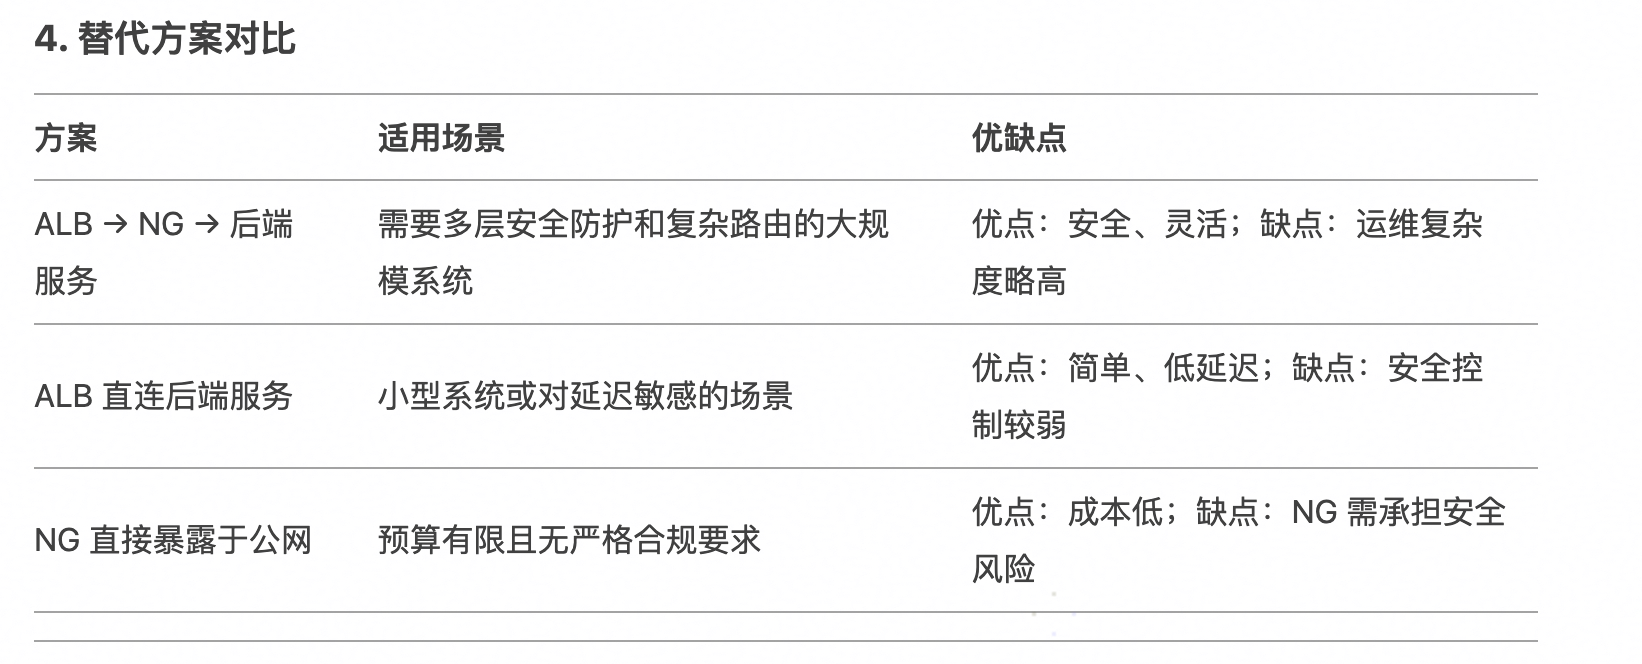 4. 替代方案对比
方案 适用场景 优缺点
ALB → NG → 后端 需要多层安全防护和复杂路由的大规 优点：安全、灵活；缺点：运维复杂
服务 模系统 度略高
优点：简单、低延迟；缺点：安全控
ALB 直连后端服务 小型系统或对延迟敏感的场景
制较弱
优点：成本低；缺点：NG 需承担安全
NG 直接暴露于公网 预算有限且无严格合规要求
风险